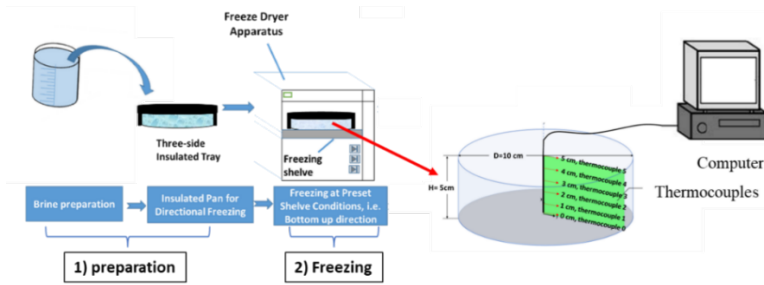 Freeze Dryer
Apparatus
Three-side
Insulated Tray
Freezing
shelve
Brine preparation
Insulated Pan for
Directional Freezing
Freezing at Preset
Shelve Conditions, i.e.
Bottom up direction
1) preparation
2) Freezing
D=10 cm
H= 5cm
5 cm, thermocouple 5
4 cm, thermocouple 4
3 cm, thermocouple 3
2 cm, thermocouple 2
1 cm, thermocouple 1
0 cm, thermocouple 0
Computer
Thermocouples